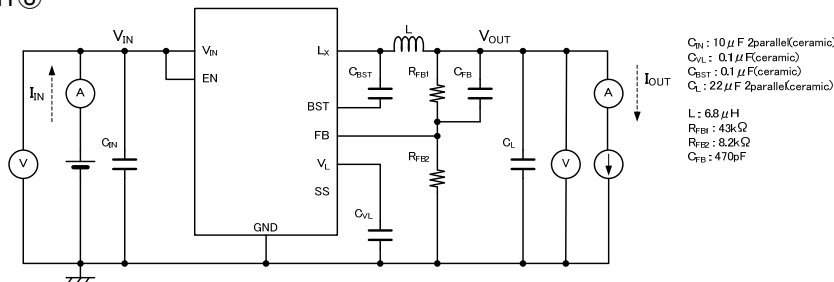 VIN
VIN
EN
LX
BST
FB
VL
SS
GND
L
VOUT
CBST
RFB1
CFB
RFB2
CVL
CL
CIN
IIN
A
V
V
A
IOUT
CIN : 10μF 2parallel(ceramic)
CVL : 0.1μF(ceramic)
CBST : 0.1μF(ceramic)
CL : 22μF 2parallel(ceramic)
L : 6.8μH
RFB1 : 43kΩ
RFB2 : 8.2kΩ
CFB : 470pF